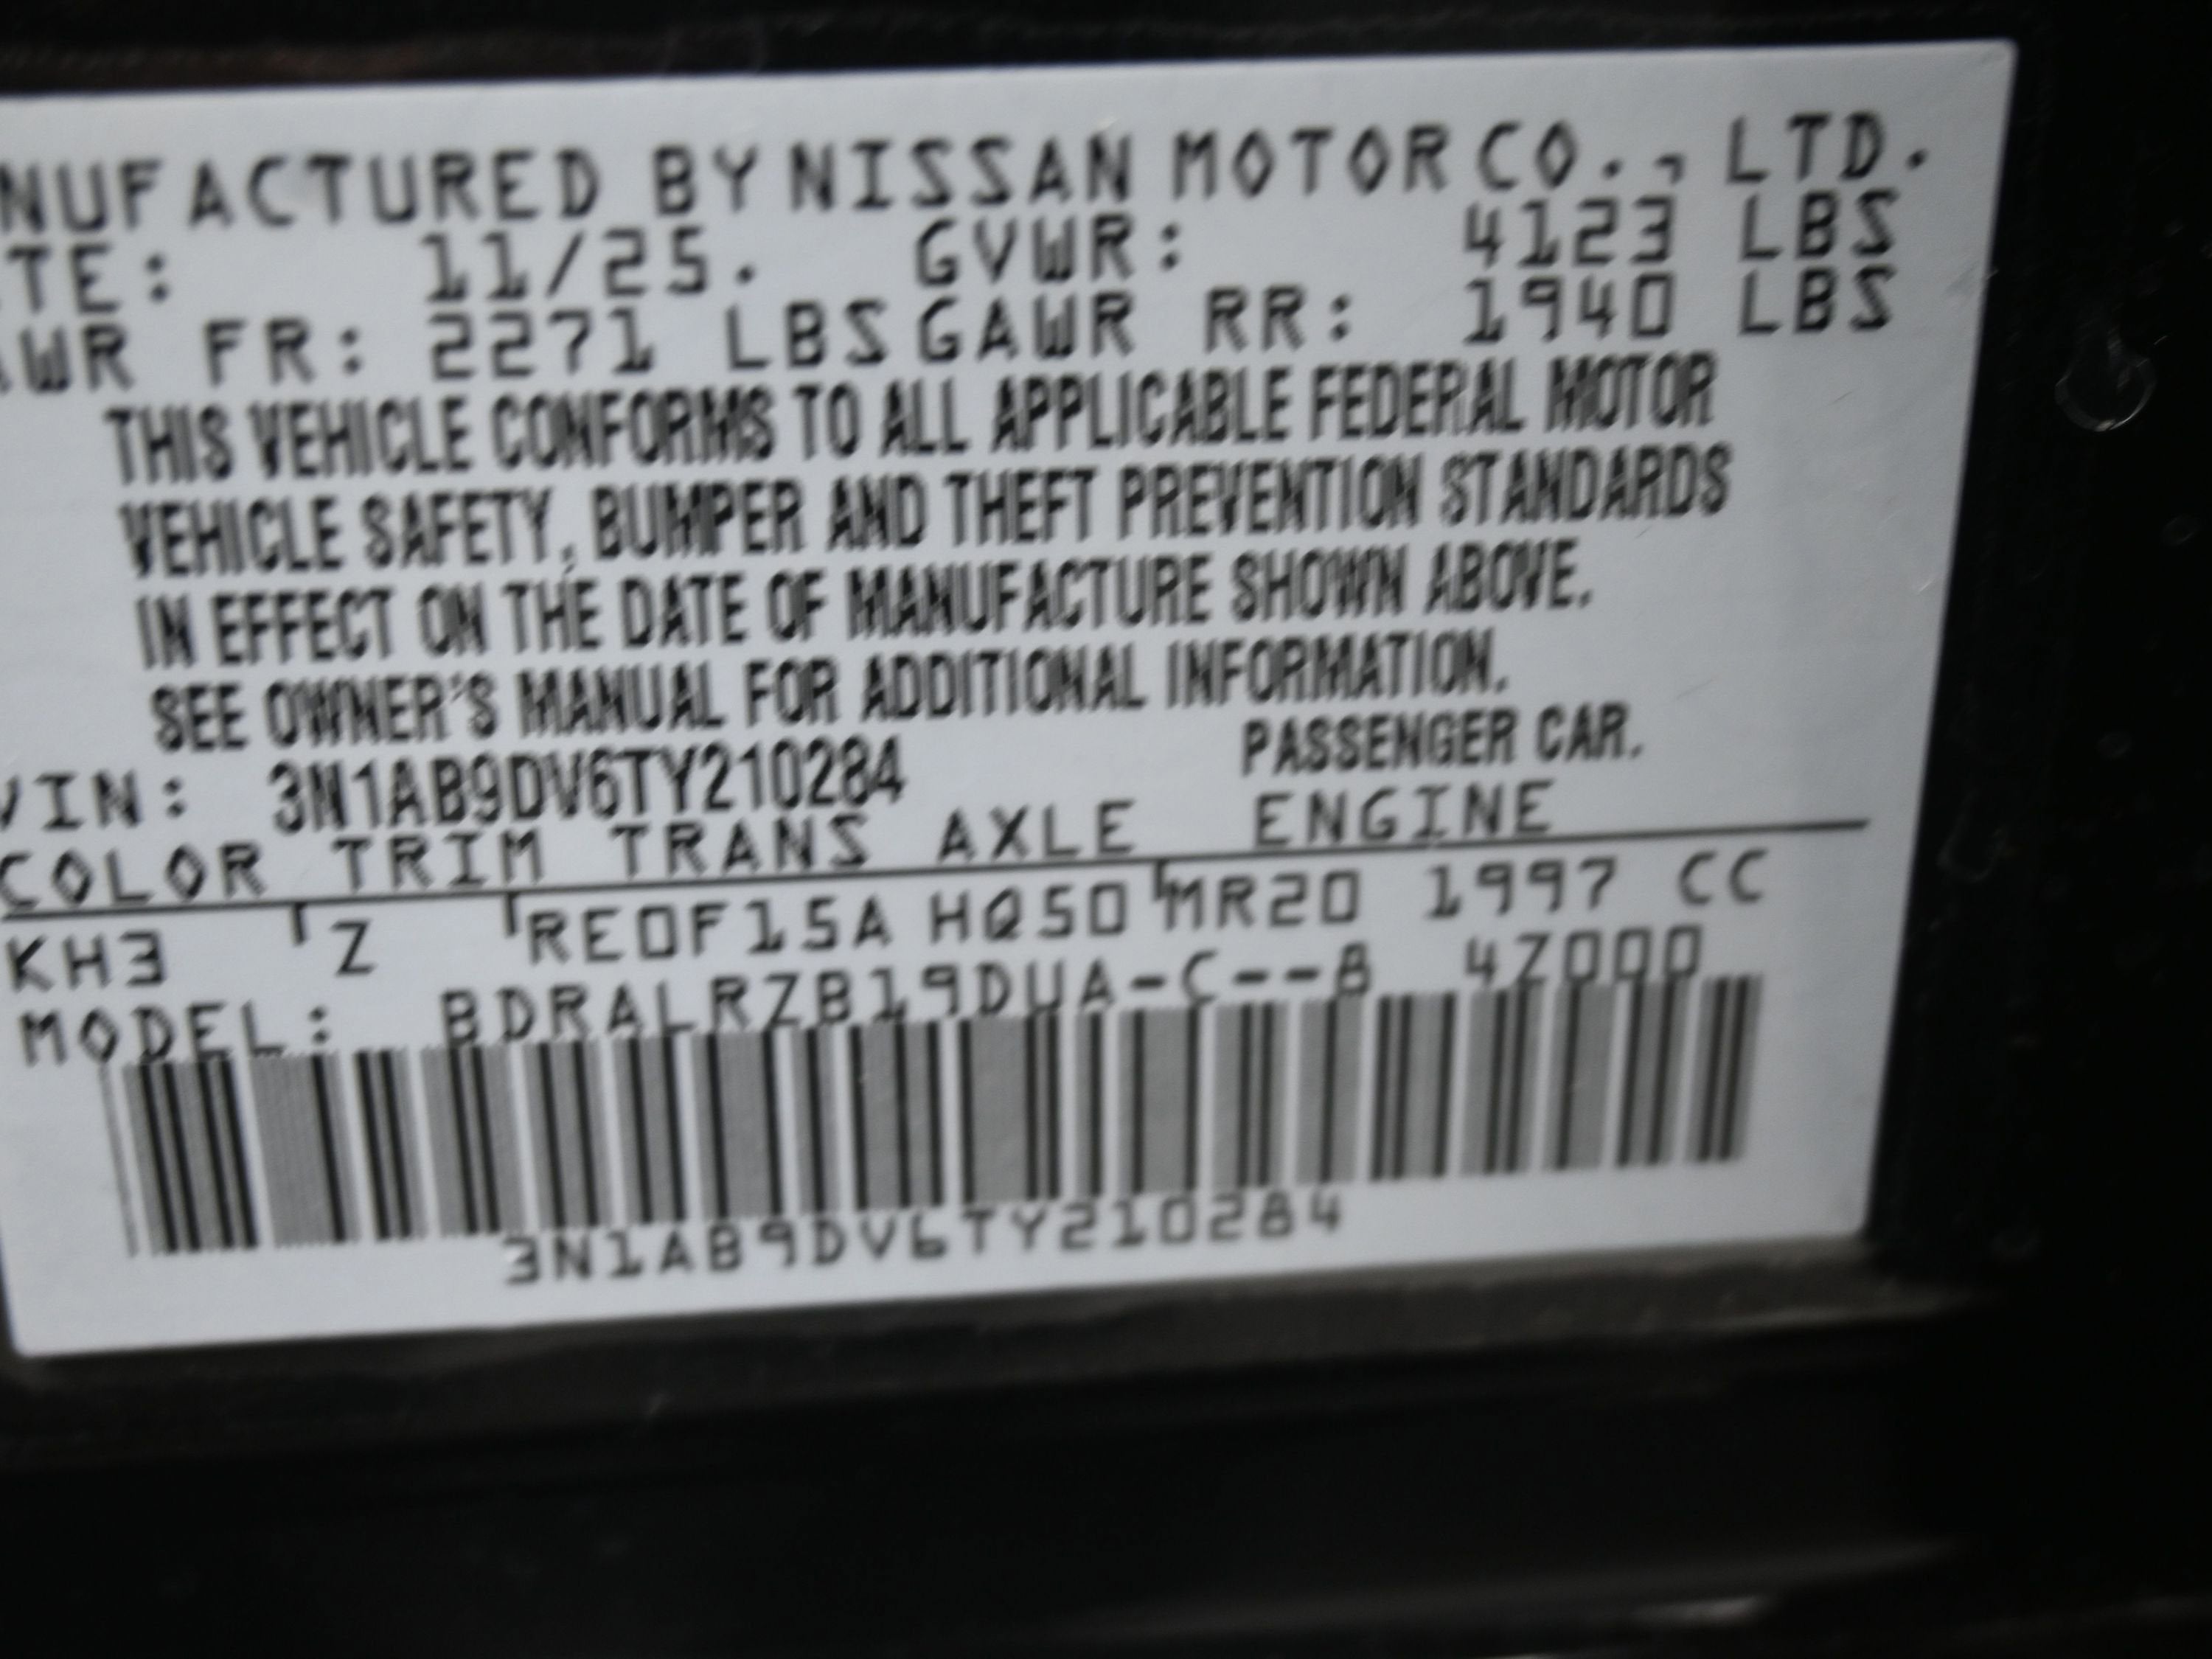 NUFACTURED BY NISSAN MOTOR CO., LTD.
TE: 11/25. GVWR: 4123 LBS
AWR FR: 2271 LBS GAWR RR: 1940 LBS
THIS VEHICLE CONFORMS TO ALL APPLICABLE FEDERAL MOTOR
VEHICLE SAFETY, BUMPER AND THEFT PREVENTION STANDARDS
IN EFFECT ON THE DATE OF MANUFACTURE SHOWN ABOVE.
SEE OWNER'S MANUAL FOR ADDITIONAL INFORMATION.
VIN: 3N1AB9DV6TY210284 PASSENGER CAR.
COLOR TRIM TRANS AXLE ENGINE
KH3 Z RE0F15A HQ50 MR20 1997 CC
MODEL: BDRALRZB19DUA-C--B 4Z000
3N1AB9DV6TY210284